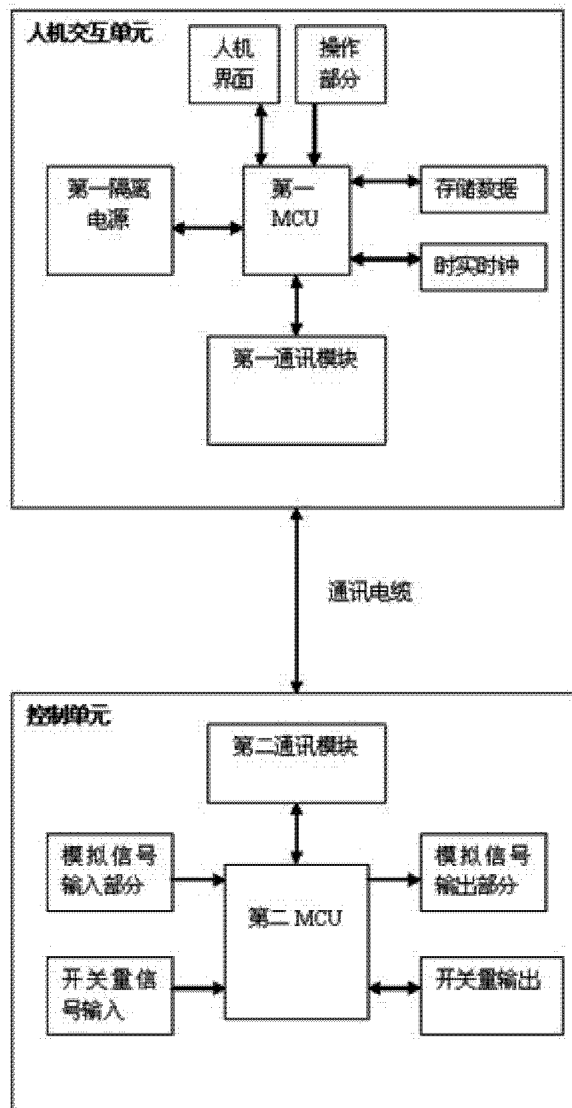 人机交互单元
人机
界面
操作
部分
第一隔离
电源
第一
MCU
存储数据
时实时钟
第一通讯模块
通讯电缆
控制单元
第二通讯模块
模拟信号
输入部分
第二 MCU
模拟信号
输出部分
开关量信
号输入
开关量输出